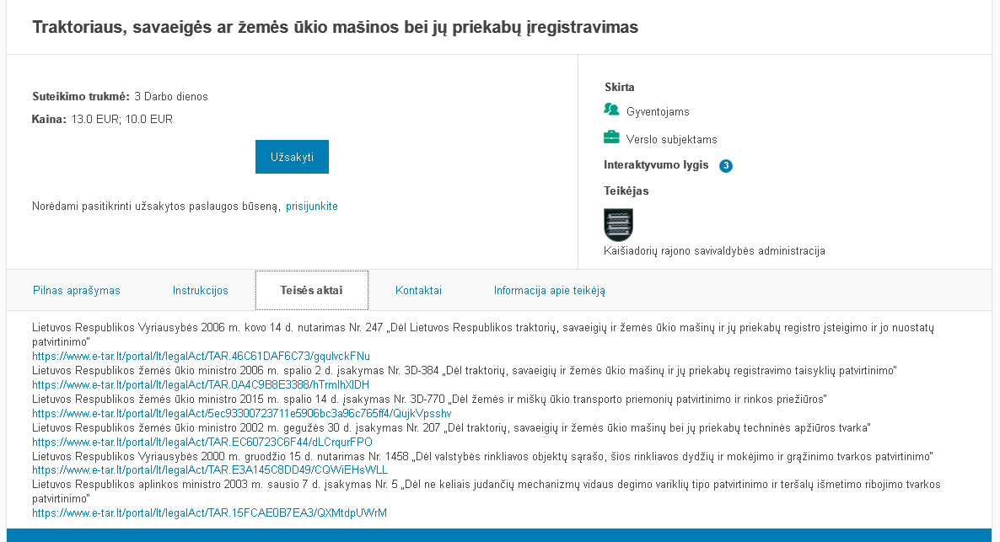 Traktoriaus, savaeigės ar žemės ūkio mašinos bei jų priekabų įregistravimas
Suteikimo trukmė: 3 Darbo dienos
Kaina: 13.0 EUR; 10.0 EUR
Užsakyti
Norėdami pasitikrinti užsakytos paslaugos būseną, prisijunkite
Skirta
Gyventojams
Verslo subjektams
Interaktyvumo lygis 3
Teikėjas
Kaišiadorių rajono savivaldybės administracija
Pilnas aprašymas Instrukcijos Teisės aktai Kontaktai Informacija apie teikėją
Lietuvos Respublikos Vyriausybės 2006 m. kovo 14 d. nutarimas Nr. 247 „Dėl Lietuvos Respublikos traktorių, savaeigių ir žemės ūkio mašinų ir jų priekabų registro įsteigimo ir jo nuostatų
patvirtinimo“
https://www.e-tar.lt/portal/lt/legalAct/TAR.46C61DAF6C73/gqulvckFNu
Lietuvos Respublikos žemės ūkio ministro 2006 m. spalio 2 d. įsakymas Nr. 3D-384 „Dėl traktorių, savaeigių ir žemės ūkio mašinų ir jų priekabų registravimo taisyklių patvirtinimo“
https://www.e-tar.lt/portal/lt/legalAct/TAR.0A4C9B8E3388/hTrmlhXlDH
Lietuvos Respublikos žemės ūkio ministro 2015 m. spalio 14 d. įsakymas Nr. 3D-770 „Dėl žemės ir miškų ūkio transporto priemonių patvirtinimo ir rinkos priežiūros“
https://www.e-tar.lt/portal/lt/legalAct/5ec93300723711e5906bc3a96c765ff4/QujkVpsshv
Lietuvos Respublikos žemės ūkio ministro 2002 m. gegužės 30 d. įsakymas Nr. 207 „Dėl traktorių, savaeigių ir žemės ūkio mašinų bei jų priekabų techninės apžiūros tvarka“
https://www.e-tar.lt/portal/lt/legalAct/TAR.EC60723C6F44/dLCrqurFPO
Lietuvos Respublikos Vyriausybės 2000 m. gruodžio 15 d. nutarimas Nr. 1458 „Dėl valstybės rinkliavos objektų sąrašo, šios rinkliavos dydžių ir mokėjimo ir grąžinimo tvarkos patvirtinimo“
https://www.e-tar.lt/portal/lt/legalAct/TAR.E3A145C8DD49/CQWiEHsWLL
Lietuvos Respublikos aplinkos ministro 2003 m. sausio 7 d. įsakymas Nr. 5 „Dėl ne keliais judančių mechanizmų vidaus degimo variklių tipo patvirtinimo ir teršalų išmetimo ribojimo tvarkos
patvirtinimo“
https://www.e-tar.lt/portal/lt/legalAct/TAR.15FCAE0B7EA3/QXMtdpUWrM